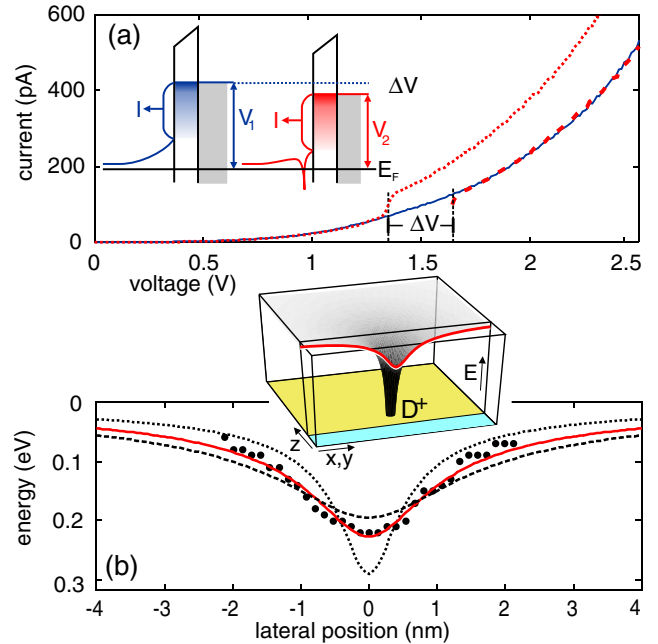 600
(a)
400
200
0
current (pA)
ΔV
I
V1
I
V2
EF
ΔV
0
0.5
1
1.5
2
2.5
voltage (V)
E
D+
z
x,y
0
0.1
0.2
0.3
energy (eV)
(b)
-4
-3
-2
-1
0
1
2
3
4
lateral position (nm)